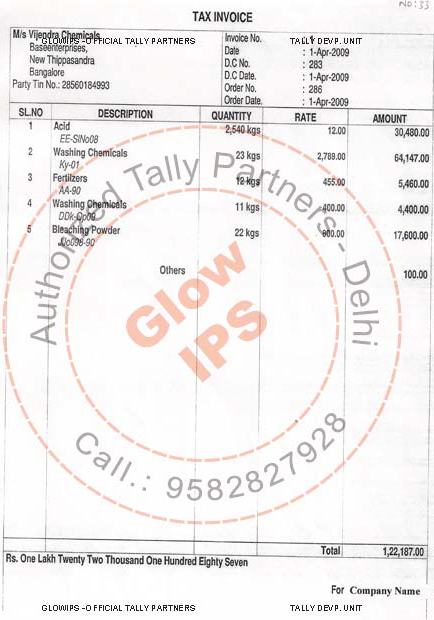 NO: 33
TAX INVOICE
M/s Vijendra Chemicals
GLOWIPS -OFFICIAL TALLY PARTNERS
TALLY DEVP. UNIT
Baseenterprises,
New Thippasandra
Bangalore
Party Tin No.: 28560184993
Invoice No. :
Date : 1-Apr-2009
D.C No. : 283
D.C Date. : 1-Apr-2009
Order No. : 286
Order Date. : 1-Apr-2009
SL.NO DESCRIPTION QUANTITY RATE AMOUNT
1 Acid 2,540 kgs 12.00 30,480.00
EE-SlNo08
2 Washing Chemicals 23 kgs 2,789.00 64,147.00
Ky-01
3 Fertilzers 12 kgs 455.00 5,460.00
AA-90
4 Washing Chemicals 11 kgs 400.00 4,400.00
DDk-Op09
5 Bleaching Powder 22 kgs 800.00 17,600.00
Others 100.00
Authorized Tally Partners - Delhi
Glow
IPS
Call.: 9582827928
Total 1,22,187.00
Rs. One Lakh Twenty Two Thousand One Hundred Eighty Seven
For Company Name
GLOWIPS -OFFICIAL TALLY PARTNERS TALLY DEVP. UNIT